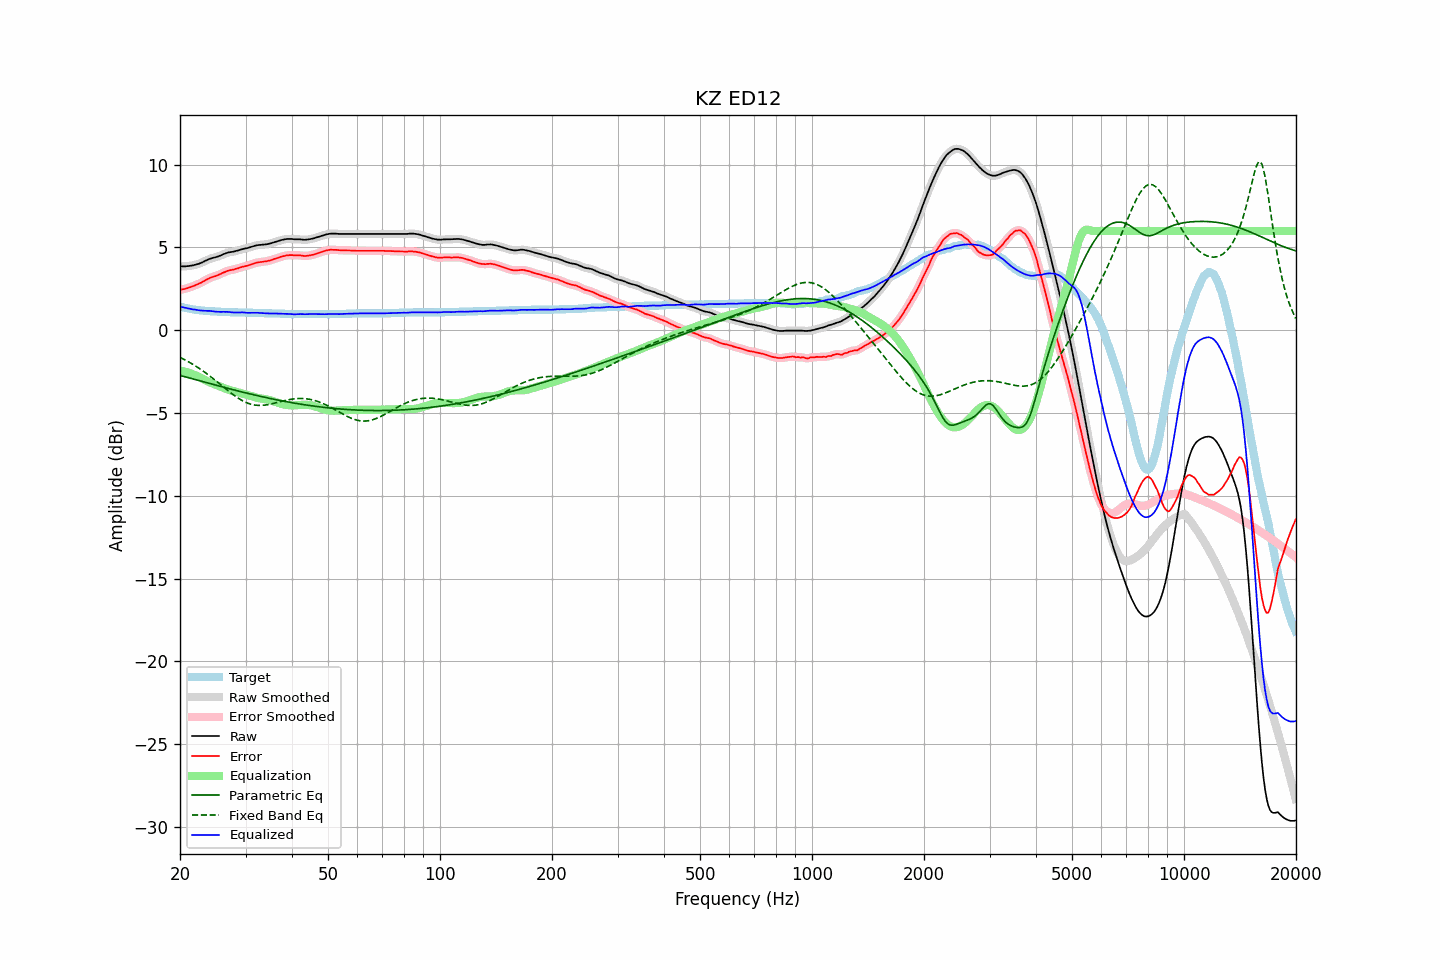 KZ ED12
Amplitude (dBr)
10
5
0
−5
−10
−15
−20
−25
−30
Target
Raw Smoothed
Error Smoothed
Raw
Error
Equalization
Parametric Eq
Fixed Band Eq
Equalized
20 50 100 200 500 1000 2000 5000 10000 20000
Frequency (Hz)